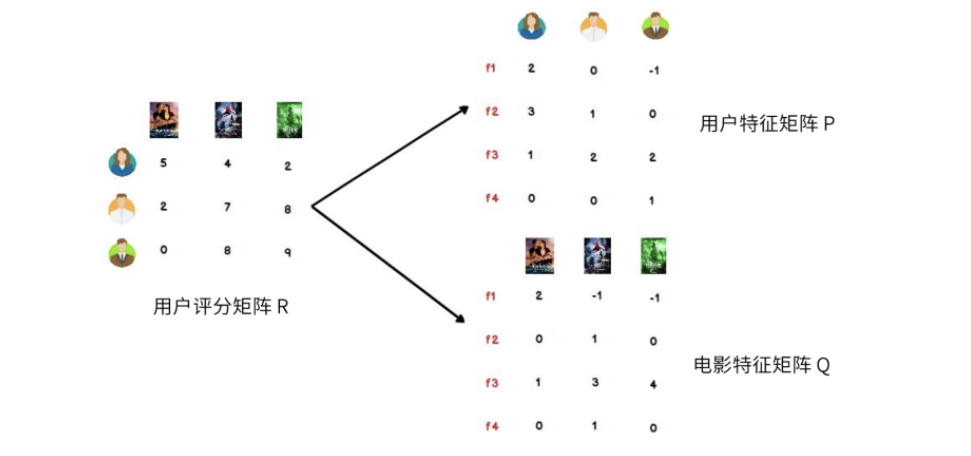 f1 2 0 -1
f2 3 1 0
用户特征矩阵 P
f3 1 2 2
f4 0 0 1
5 4 2
2 7 8
0 8 9
用户评分矩阵 R
f1 2 -1 -1
f2 0 1 0
电影特征矩阵 Q
f3 1 3 4
f4 0 1 0